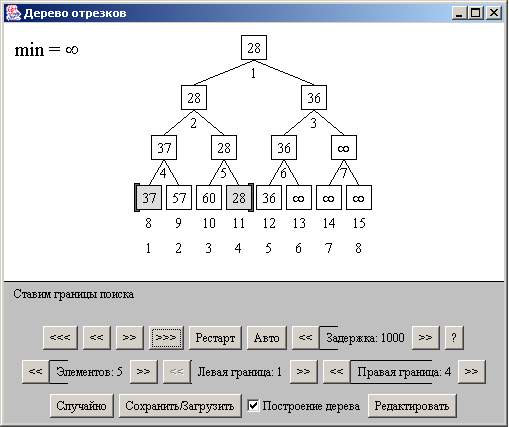 Дерево отрезков
min = ∞
28
1
28 36
2 3
37 28 36 ∞
4 5 6 7
37 57 60 28 36 ∞ ∞ ∞
8 9 10 11 12 13 14 15
1 2 3 4 5 6 7 8
Ставим границы поиска
<<< << >> >>> Рестарт Авто << Задержка: 1000 >> ?
<< Элементов: 5 >> << Левая граница: 1 >> << Правая граница: 4 >>
Случайно Сохранить/Загрузить Построение дерева Редактировать